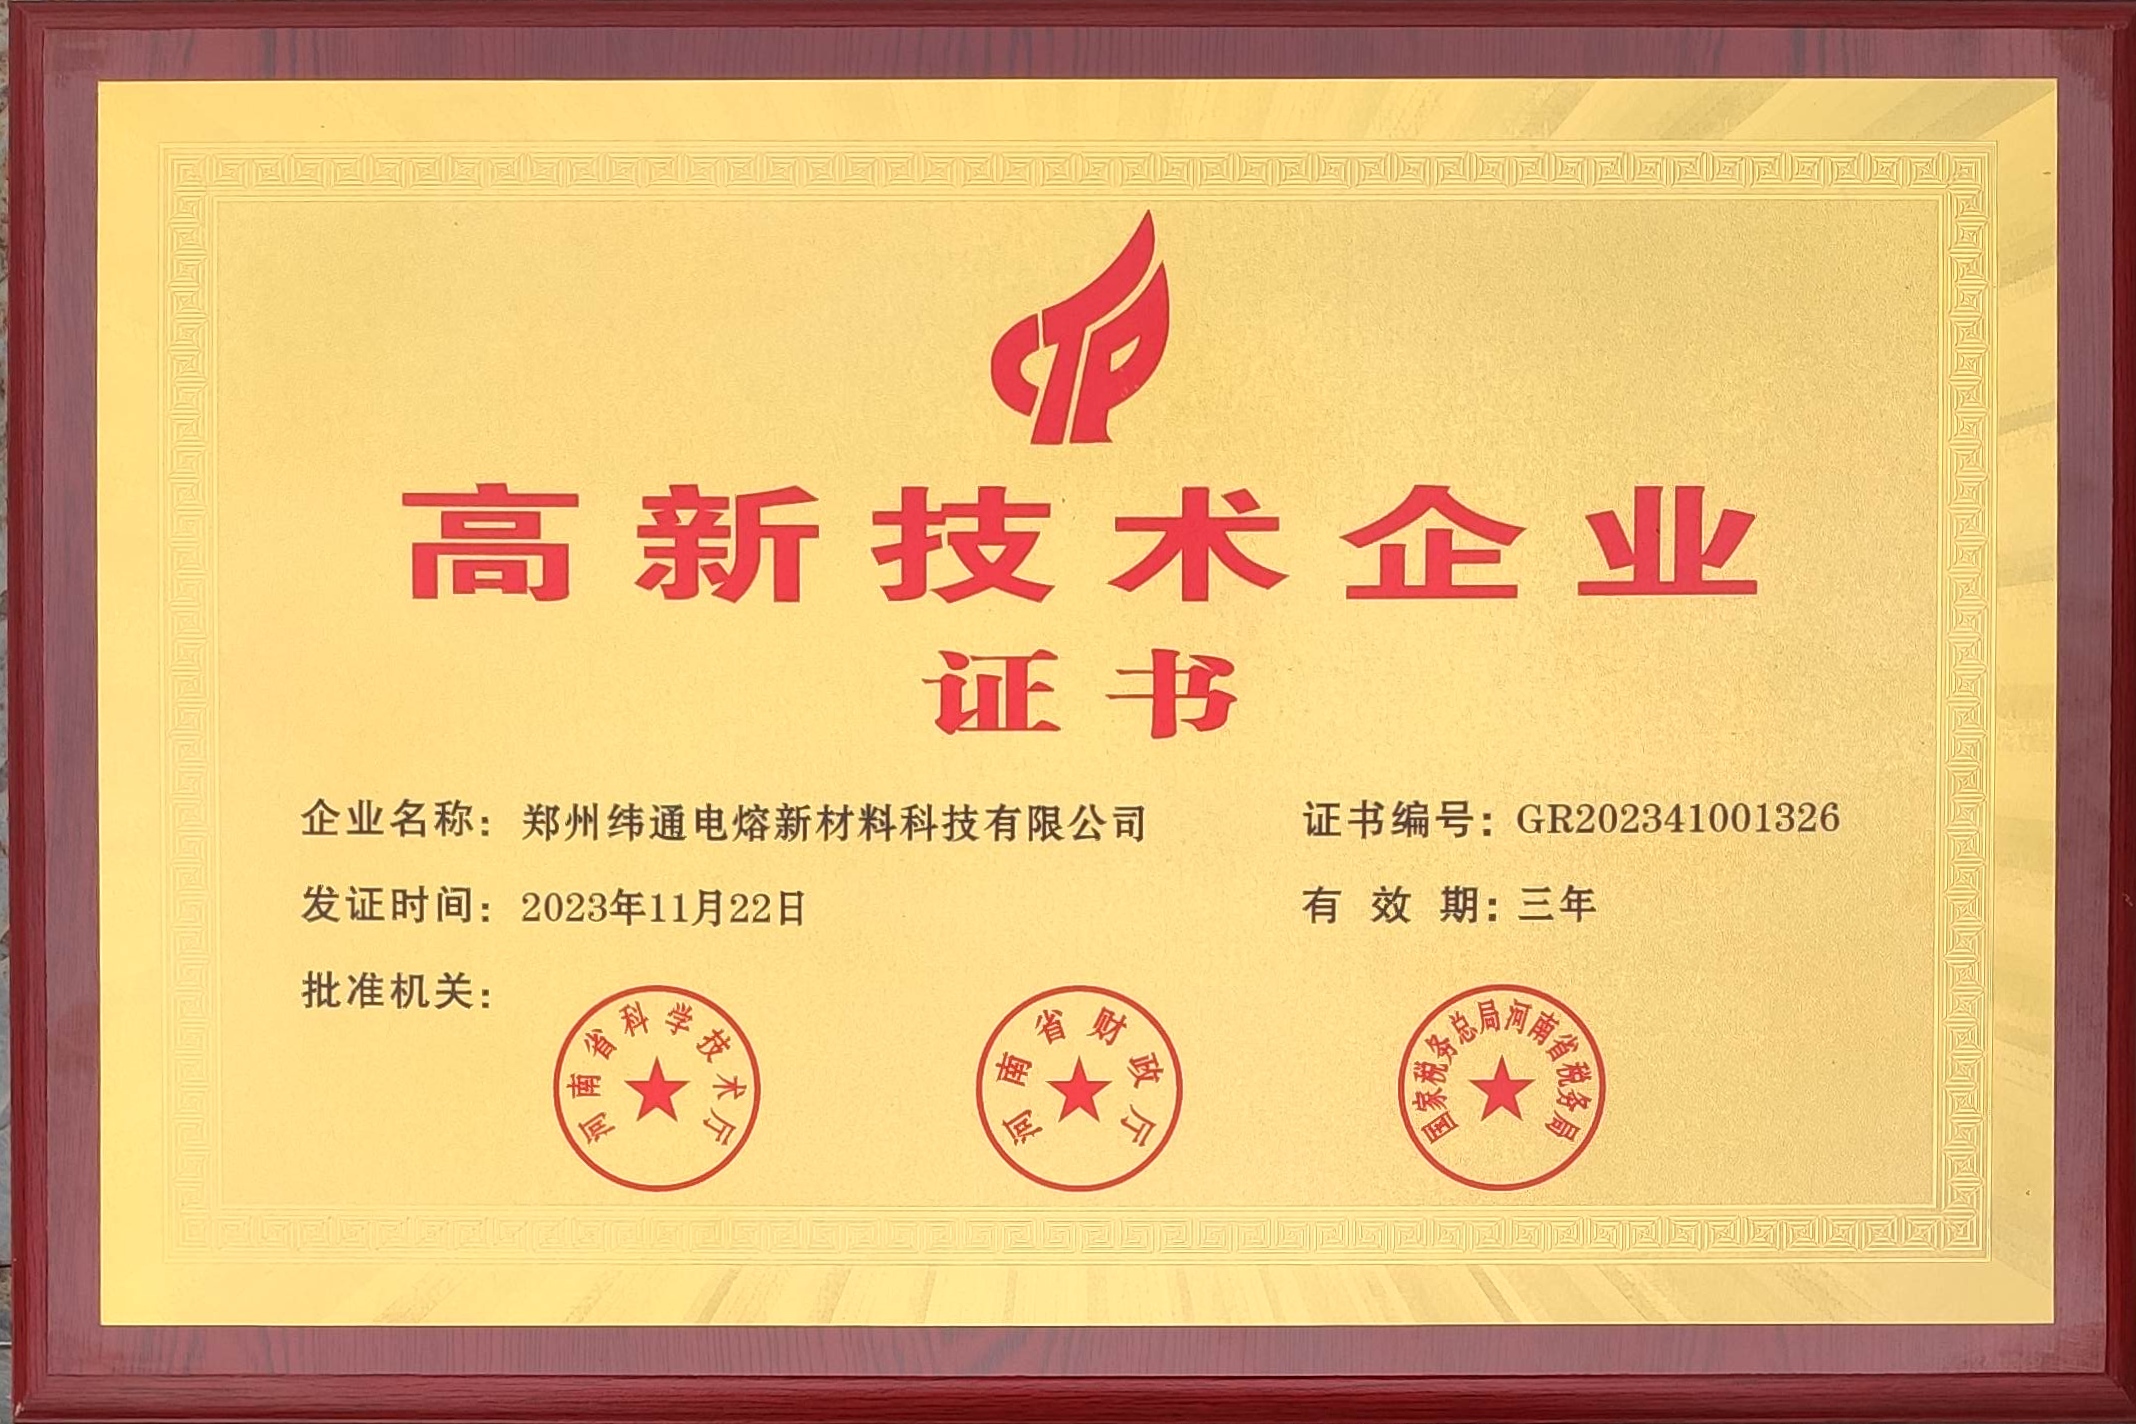 CTP
高新技术企业
证书
企业名称：郑州纬通电熔新材料科技有限公司
证书编号：GR202341001326
发证时间：2023年11月22日
有效期：三年
批准机关：
河南省科学技术厅
河南省财政厅
国家税务总局河南省税务局